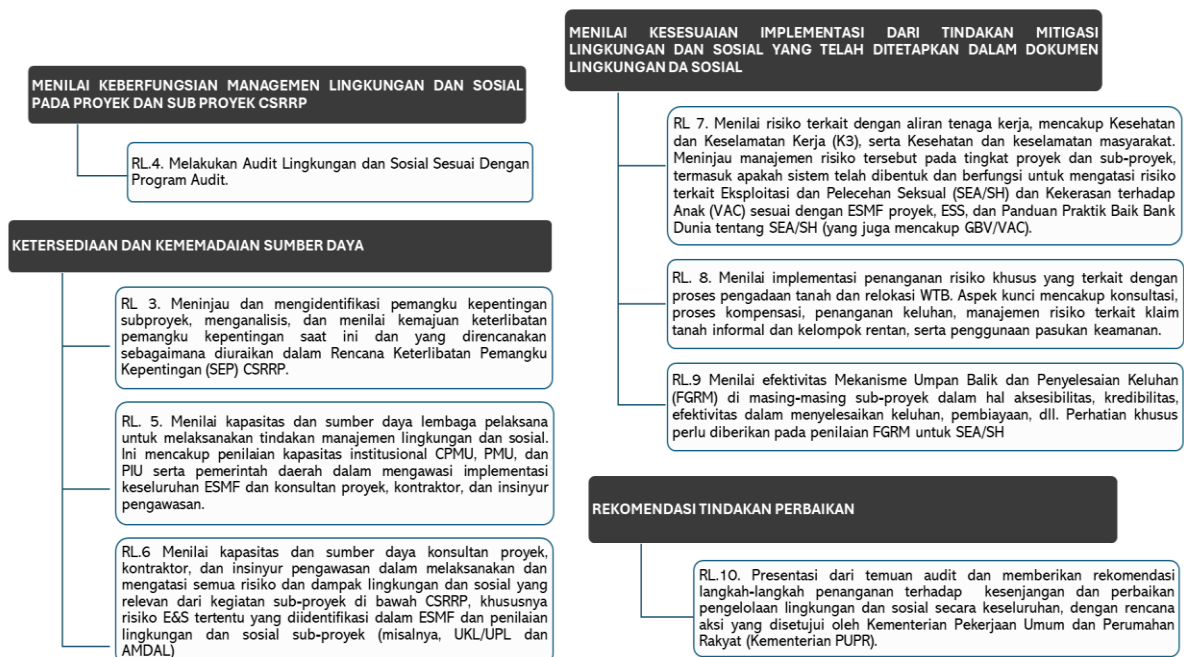 MENILAI KEBERFUNGSIAN MANAGEMEN LINGKUNGAN DAN SOSIAL
PADA PROYEK DAN SUB PROYEK CSRRP
RL.4. Melakukan Audit Lingkungan dan Sosial Sesuai Dengan
Program Audit.
KETERSEDIAAN DAN KEMEMADAIAN SUMBER DAYA
RL 3. Meninjau dan mengidentifikasi pemangku kepentingan
subproyek, menganalisis, dan menilai kemajuan keterlibatan
pemangku kepentingan saat ini dan yang direncanakan
sebagaimana diuraikan dalam Rencana Keterlibatan Pemangku
Kepentingan (SEP) CSRRP.
RL. 5. Menilai kapasitas dan sumber daya lembaga pelaksana
untuk melaksanakan tindakan manajemen lingkungan dan sosial.
Ini mencakup penilaian kapasitas institusional CPMU, PMU, dan
PIU serta pemerintah daerah dalam mengawasi implementasi
keseluruhan ESMF dan konsultan proyek, kontraktor, dan insinyur
pengawasan.
RL.6 Menilai kapasitas dan sumber daya konsultan proyek,
kontraktor, dan insinyur pengawasan dalam melaksanakan dan
mengatasi semua risiko dan dampak lingkungan dan sosial yang
relevan dari kegiatan sub-proyek di bawah CSRRP, khususnya
risiko E&S tertentu yang diidentifikasi dalam ESMF dan penilaian
lingkungan dan sosial sub-proyek (misalnya, UKL/UPL dan
AMDAL)
MENILAI KESESUAIAN IMPLEMENTASI DARI TINDAKAN MITIGASI
LINGKUNGAN DAN SOSIAL YANG TELAH DITETAPKAN DALAM DOKUMEN
LINGKUNGAN DA SOSIAL
RL 7. Menilai risiko terkait dengan aliran tenaga kerja, mencakup Kesehatan
dan Keselamatan Kerja (K3), serta Kesehatan dan keselamatan masyarakat.
Meninjau manajemen risiko tersebut pada tingkat proyek dan sub-proyek,
termasuk apakah sistem telah dibentuk dan berfungsi untuk mengatasi risiko
terkait Eksploitasi dan Pelecehan Seksual (SEA/SH) dan Kekerasan terhadap
Anak (VAC) sesuai dengan ESMF proyek, ESS, dan Panduan Praktik Baik Bank
Dunia tentang SEA/SH (yang juga mencakup GBV/VAC).
RL. 8. Menilai implementasi penanganan risiko khusus yang terkait dengan
proses pengadaan tanah dan relokasi WTB. Aspek kunci mencakup konsultasi,
proses kompensasi, penanganan keluhan, manajemen risiko terkait klaim
tanah informal dan kelompok rentan, serta penggunaan pasukan keamanan.
RL.9 Menilai efektivitas Mekanisme Umpan Balik dan Penyelesaian Keluhan
(FGRM) di masing-masing sub-proyek dalam hal aksesibilitas, kredibilitas,
efektivitas dalam menyelesaikan keluhan, pembiayaan, dll. Perhatian khusus
perlu diberikan pada penilaian FGRM untuk SEA/SH
REKOMENDASI TINDAKAN PERBAIKAN
RL.10. Presentasi dari temuan audit dan memberikan rekomendasi
langkah-langkah penanganan terhadap kesenjangan dan perbaikan
pengelolaan lingkungan dan sosial secara keseluruhan, dengan rencana
aksi yang disetujui oleh Kementerian Pekerjaan Umum dan Perumahan
Rakyat (Kementerian PUPR).